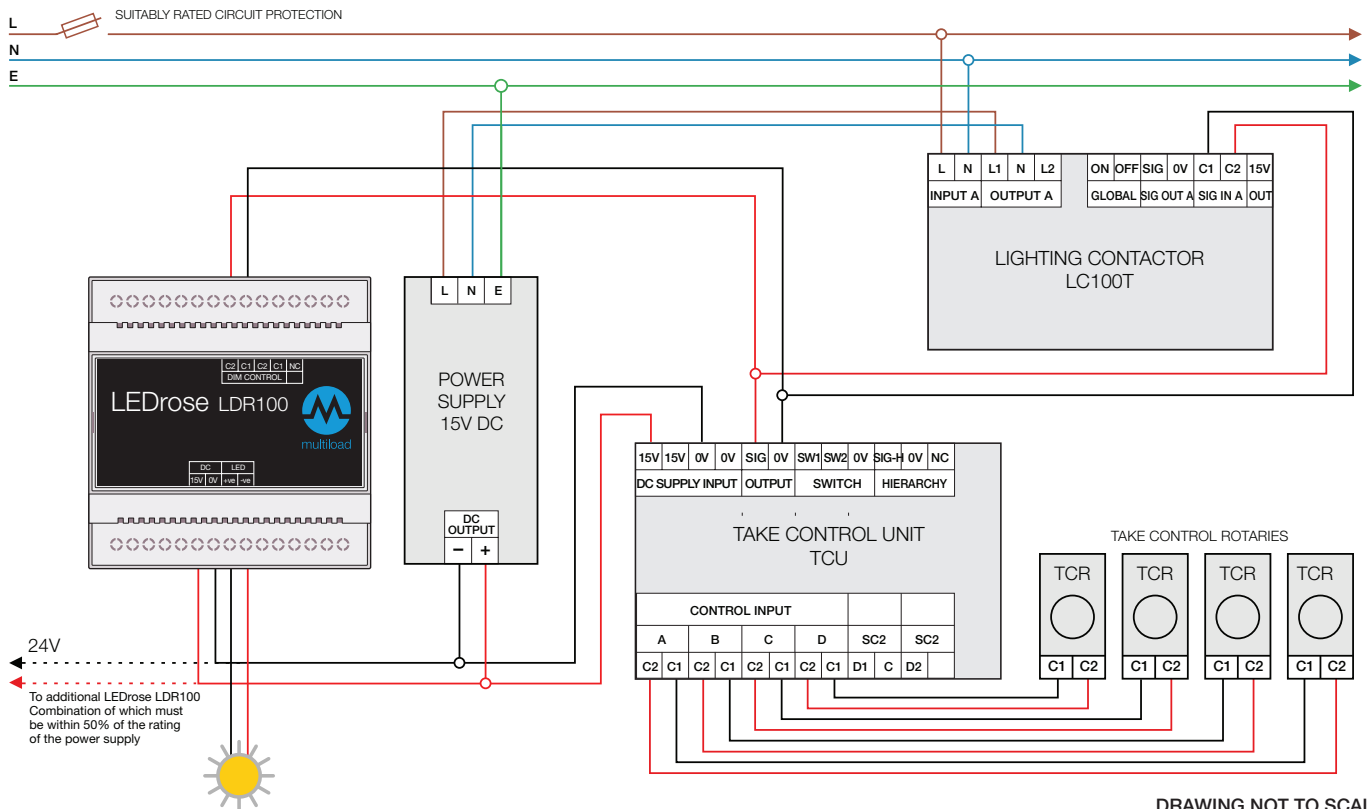 L
SUITABLY RATED CIRCUIT PROTECTION
N
E
L N L1 N L2 ON OFF SIG 0V C1 C2 15V
INPUT A OUTPUT A GLOBAL SIG OUT A SIG IN A OUT
LIGHTING CONTACTOR
LC100T
L N E
POWER
SUPPLY
15V DC
DC
OUTPUT
− +
C2 C1 C2 C1 NC
DIM CONTROL
LEDrose LDR100
multiload
DC LED
15V 0V +ve -ve
15V 15V 0V 0V SIG 0V SW1 SW2 0V SIG-H 0V NC
DC SUPPLY INPUT OUTPUT SWITCH HIERARCHY
TAKE CONTROL UNIT
TCU
CONTROL INPUT
A B C D SC2 SC2
C2 C1 C2 C1 C2 C1 C2 C1 D1 C D2
TAKE CONTROL ROTARIES
TCR TCR TCR TCR
C1 C2 C1 C2 C1 C2 C1 C2
24V
To additional LEDrose LDR100
Combination of which must
be within 50% of the rating
of the power supply
DRAWING NOT TO SCAL